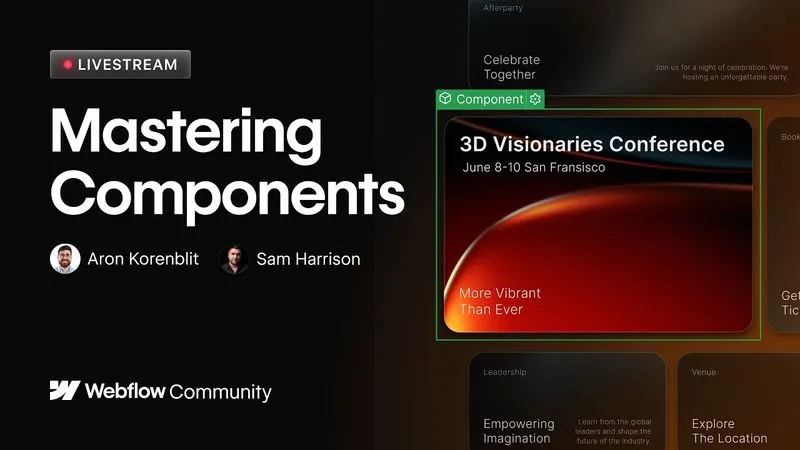 LIVESTREAM
Mastering
Components
Aron Korenblit
Sam Harrison
Webflow Community
Afterparty
Celebrate
Together
Join us for a night of celebration. We're
hosting an unforgettable party.
Component
3D Visionaries Conference
June 8-10 San Fransisco
More Vibrant
Than Ever
Book
Get
Tic
Leadership
Empowering
Imagination
Learn from the global
leaders and shape the
future of the industry.
Venue
Explore
The Location